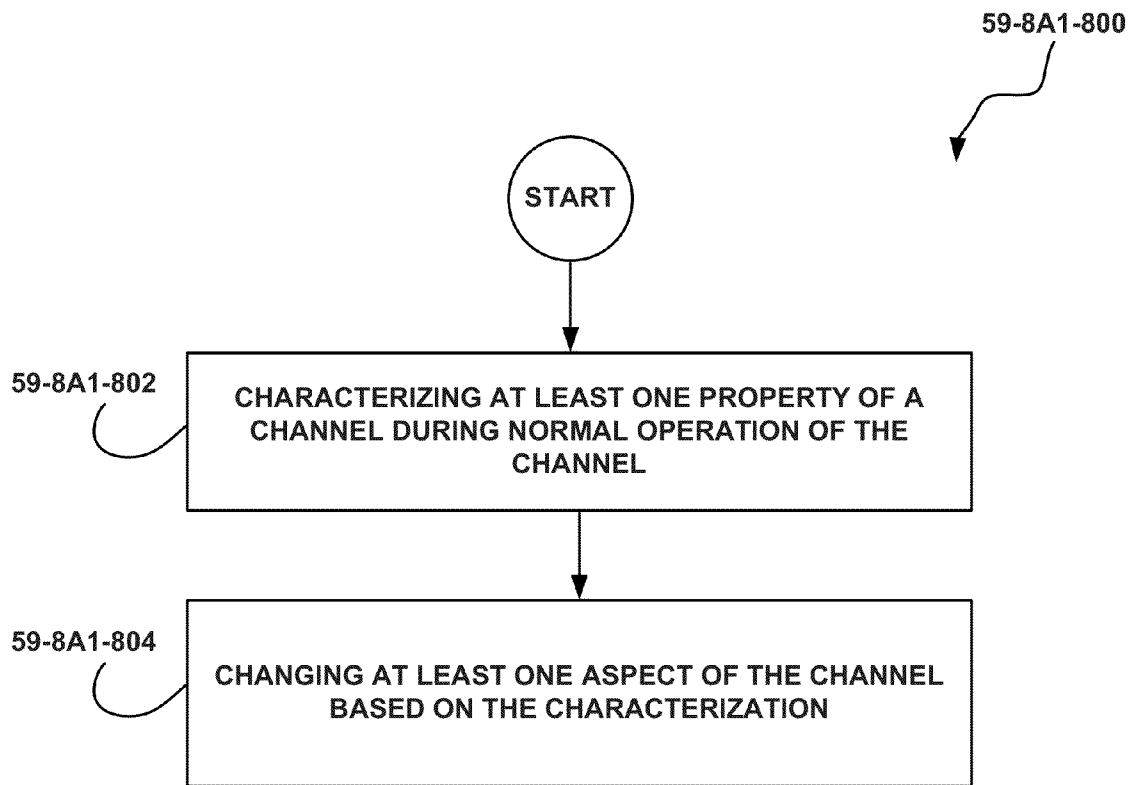 59-8A1-800
START
59-8A1-802
CHARACTERIZING AT LEAST ONE PROPERTY OF A
CHANNEL DURING NORMAL OPERATION OF THE
CHANNEL
59-8A1-804
CHANGING AT LEAST ONE ASPECT OF THE CHANNEL
BASED ON THE CHARACTERIZATION